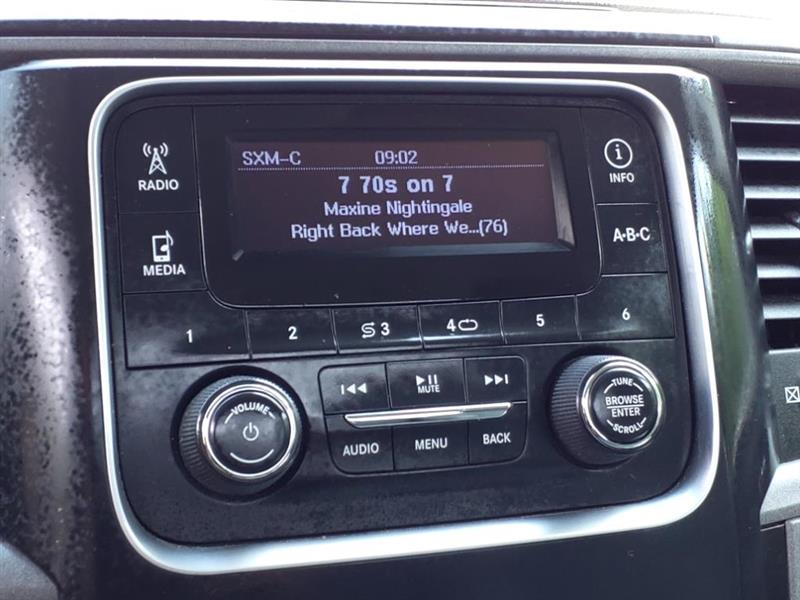 SXM-C 09:02
7 70s on 7
Maxine Nightingale
Right Back Where We...(76)
RADIO
MEDIA
i
INFO
A·B·C
1 2 3 4 5 6
VOLUME
MUTE
AUDIO MENU BACK
TUNE
BROWSE
ENTER
SCROLL